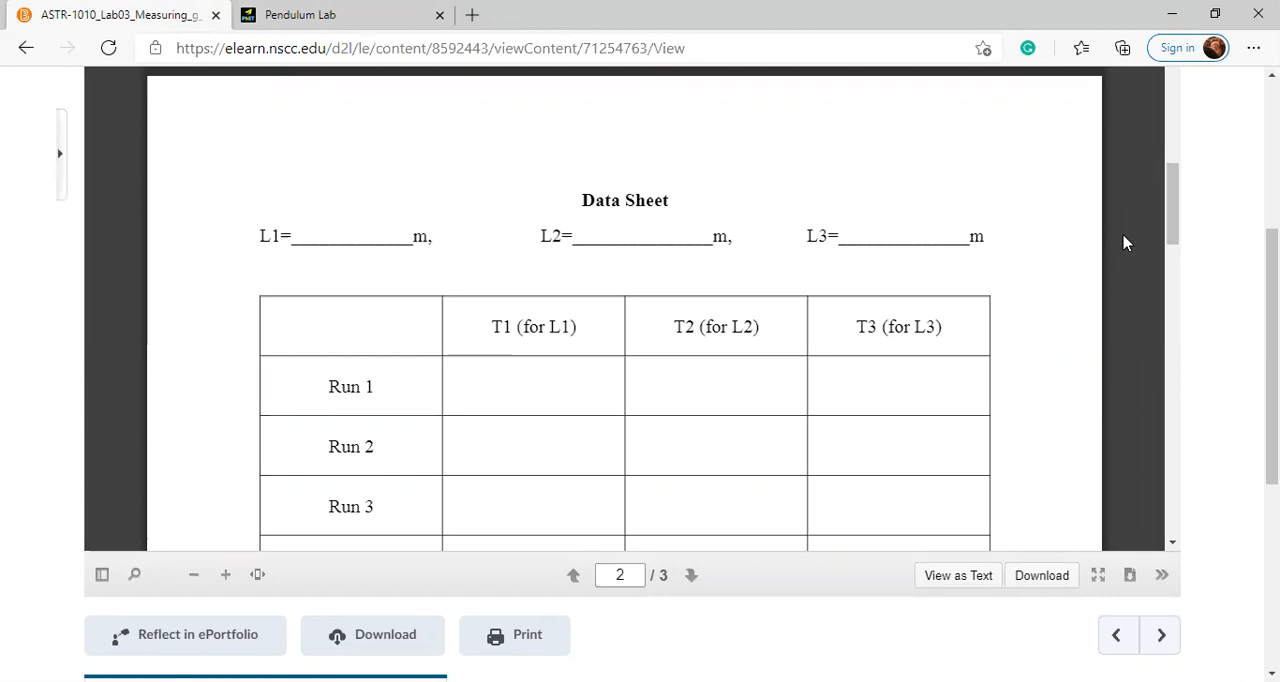 ASTR-1010_Lab03_Measuring_g_
Pendulum Lab
https://elearn.nscc.edu/d2l/le/content/8592443/viewContent/71254763/View
Sign in
Data Sheet
L1=_____________m, L2=_______________m, L3=______________m
T1 (for L1) T2 (for L2) T3 (for L3)
Run 1
Run 2
Run 3
2 / 3 View as Text Download
Reflect in ePortfolio Download Print